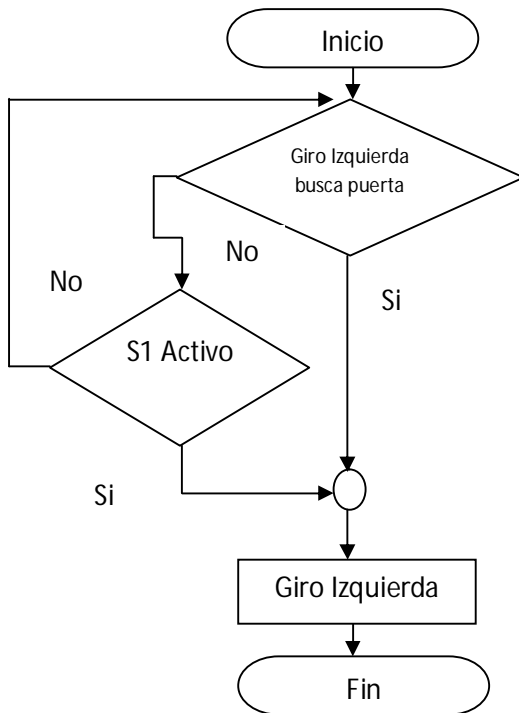 Inicio
Giro Izquierda
busca puerta
No
No
Si
S1 Activo
Si
Giro Izquierda
Fin